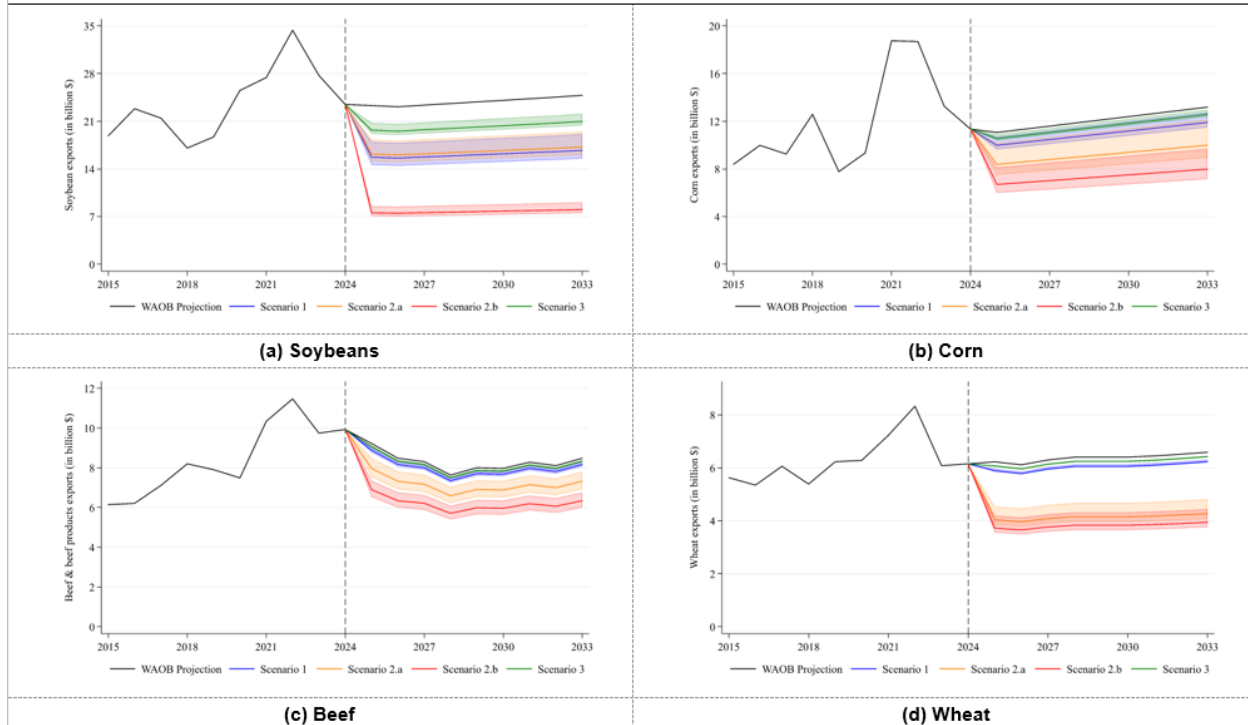 Soybean exports (in billion $)
35
28
21
14
7
0
2015 2018 2021 2024 2027 2030 2033
WAOB Projection Scenario 1 Scenario 2.a Scenario 2.b Scenario 3
(a) Soybeans
Corn exports (in billion $)
20
16
12
8
4
0
2015 2018 2021 2024 2027 2030 2033
WAOB Projection Scenario 1 Scenario 2.a Scenario 2.b Scenario 3
(b) Corn
Beef & beef products exports (in billion $)
12
10
8
6
4
2
0
2015 2018 2021 2024 2027 2030 2033
WAOB Projection Scenario 1 Scenario 2.a Scenario 2.b Scenario 3
(c) Beef
Wheat exports (in billion $)
8
6
4
2
0
2015 2018 2021 2024 2027 2030 2033
WAOB Projection Scenario 1 Scenario 2.a Scenario 2.b Scenario 3
(d) Wheat